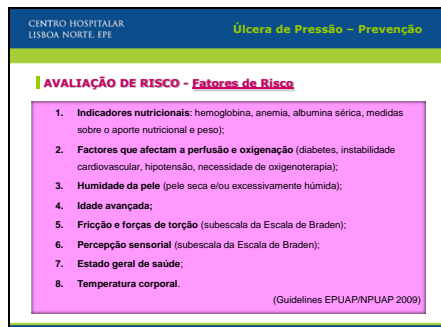 CENTRO HOSPITALAR
LISBOA NORTE, EPE
Úlcera de Pressão – Prevenção
AVALIAÇÃO DE RISCO - Fatores de Risco
1. Indicadores nutricionais: hemoglobina, anemia, albumina sérica, medidas
sobre o aporte nutricional e peso);
2. Factores que afectam a perfusão e oxigenação (diabetes, instabilidade
cardiovascular, hipotensão, necessidade de oxigenoterapia);
3. Humidade da pele (pele seca e/ou excessivamente húmida);
4. Idade avançada;
5. Fricção e forças de torção (subescala da Escala de Braden);
6. Percepção sensorial (subescala da Escala de Braden);
7. Estado geral de saúde;
8. Temperatura corporal.
(Guidelines EPUAP/NPUAP 2009)